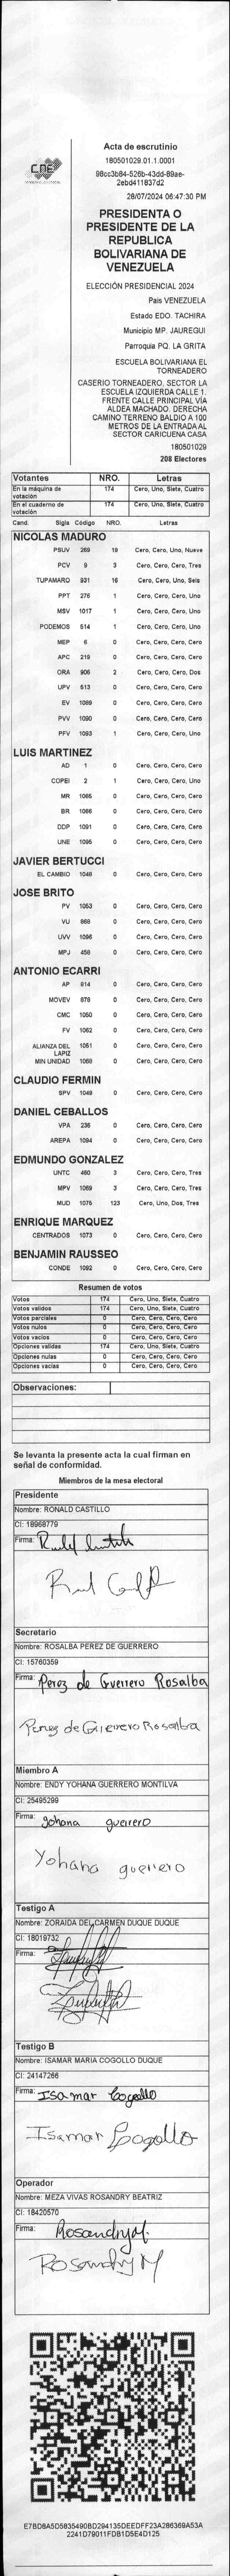 CNE
Acta de escrutinio
180501029.01.1.0001
98cc3b84-526b-43dd-89ae-
2ebd411837d2
28/07/2024 06:47:30 PM
PRESIDENTA O
PRESIDENTE DE LA
REPUBLICA
BOLIVARIANA DE
VENEZUELA
ELECCIÓN PRESIDENCIAL 2024
Pais VENEZUELA
Estado EDO. TACHIRA
Municipio MP. JAUREGUI
Parroquia PQ. LA GRITA
ESCUELA BOLIVARIANA EL
TORNEADERO
CASERIO TORNEADERO. SECTOR LA
ESCUELA IZQUIERDA CALLE 1.
FRENTE CALLE PRINCIPAL VÍA
ALDEA MACHADO. DERECHA
CAMINO TERRENO BALDIO A 100
METROS DE LA ENTRADA AL
SECTOR CARICUENA CASA
180501029
208 Electores
Votantes NRO. Letras
En la máquina de votación 174 Cero, Uno, Siete, Cuatro
En el cuaderno de votación 174 Cero, Uno, Siete, Cuatro
Cand. Sigla Código NRO. Letras
NICOLAS MADURO
PSUV 269 19 Cero, Cero, Uno, Nueve
PCV 9 3 Cero, Cero, Cero, Tres
TUPAMARO 931 16 Cero, Cero, Uno, Seis
PPT 276 1 Cero, Cero, Cero, Uno
MSV 1017 1 Cero, Cero, Cero, Uno
PODEMOS 514 1 Cero, Cero, Cero, Uno
MEP 6 0 Cero, Cero, Cero, Cero
APC 219 0 Cero, Cero, Cero, Cero
ORA 906 2 Cero, Cero, Cero, Dos
UPV 513 0 Cero, Cero, Cero, Cero
EV 1089 0 Cero, Cero, Cero, Cero
PVV 1090 0 Cero, Cero, Cero, Cero
PFV 1093 1 Cero, Cero, Cero, Uno
LUIS MARTINEZ
AD 1 0 Cero, Cero, Cero, Cero
COPEI 2 1 Cero, Cero, Cero, Uno
MR 1065 0 Cero, Cero, Cero, Cero
BR 1066 0 Cero, Cero, Cero, Cero
DDP 1091 0 Cero, Cero, Cero, Cero
UNE 1095 0 Cero, Cero, Cero, Cero
JAVIER BERTUCCI
EL CAMBIO 1048 0 Cero, Cero, Cero, Cero
JOSE BRITO
PV 1053 0 Cero, Cero, Cero, Cero
VU 868 0 Cero, Cero, Cero, Cero
UVV 1096 0 Cero, Cero, Cero, Cero
MPJ 458 0 Cero, Cero, Cero, Cero
ANTONIO ECARRI
AP 914 0 Cero, Cero, Cero, Cero
MOVEV 878 0 Cero, Cero, Cero, Cero
CMC 1050 0 Cero, Cero, Cero, Cero
FV 1062 0 Cero, Cero, Cero, Cero
ALIANZA DEL LAPIZ 1051 0 Cero, Cero, Cero, Cero
MIN UNIDAD 1068 0 Cero, Cero, Cero, Cero
CLAUDIO FERMIN
SPV 1049 0 Cero, Cero, Cero, Cero
DANIEL CEBALLOS
VPA 236 0 Cero, Cero, Cero, Cero
AREPA 1094 0 Cero, Cero, Cero, Cero
EDMUNDO GONZALEZ
UNTC 460 3 Cero, Cero, Cero, Tres
MPV 1069 3 Cero, Cero, Cero, Tres
MUD 1075 123 Cero, Uno, Dos, Tres
ENRIQUE MARQUEZ
CENTRADOS 1073 0 Cero, Cero, Cero, Cero
BENJAMIN RAUSSEO
CONDE 1092 0 Cero, Cero, Cero, Cero
Resumen de votos
Votos 174 Cero, Uno, Siete, Cuatro
Votos validos 174 Cero, Uno, Siete, Cuatro
Votos parciales 0 Cero, Cero, Cero, Cero
Votos nulos 0 Cero, Cero, Cero, Cero
Votos vacios 0 Cero, Cero, Cero, Cero
Opciones validas 174 Cero, Uno, Siete, Cuatro
Opciones nulas 0 Cero, Cero, Cero, Cero
Opciones vacias 0 Cero, Cero, Cero, Cero
Observaciones:
Se levanta la presente acta la cual firman en
señal de conformidad.
Miembros de la mesa electoral
Presidente
Nombre: RONALD CASTILLO
CI: 18968779
Firma:
Secretario
Nombre: ROSALBA PEREZ DE GUERRERO
CI: 15760359
Firma: Perez de Guerrero Rosalba
Perez de Guerrero Rosalba
Miembro A
Nombre: ENDY YOHANA GUERRERO MONTILVA
CI: 25495299
Firma: Yohana guerrero
Yohana guerrero
Testigo A
Nombre: ZORAIDA DEL CARMEN DUQUE DUQUE
CI: 18019732
Firma:
Testigo B
Nombre: ISAMAR MARIA COGOLLO DUQUE
CI: 24147266
Firma: Isamar Cogollo
Isamar Cogollo
Operador
Nombre: MEZA VIVAS ROSANDRY BEATRIZ
CI: 18420570
Firma: Rosandry M.
Rosandry M
E7BD8A5D5835490BD294135DEEDFF23A286369A53A
2241D79011FDB1D5E4D125